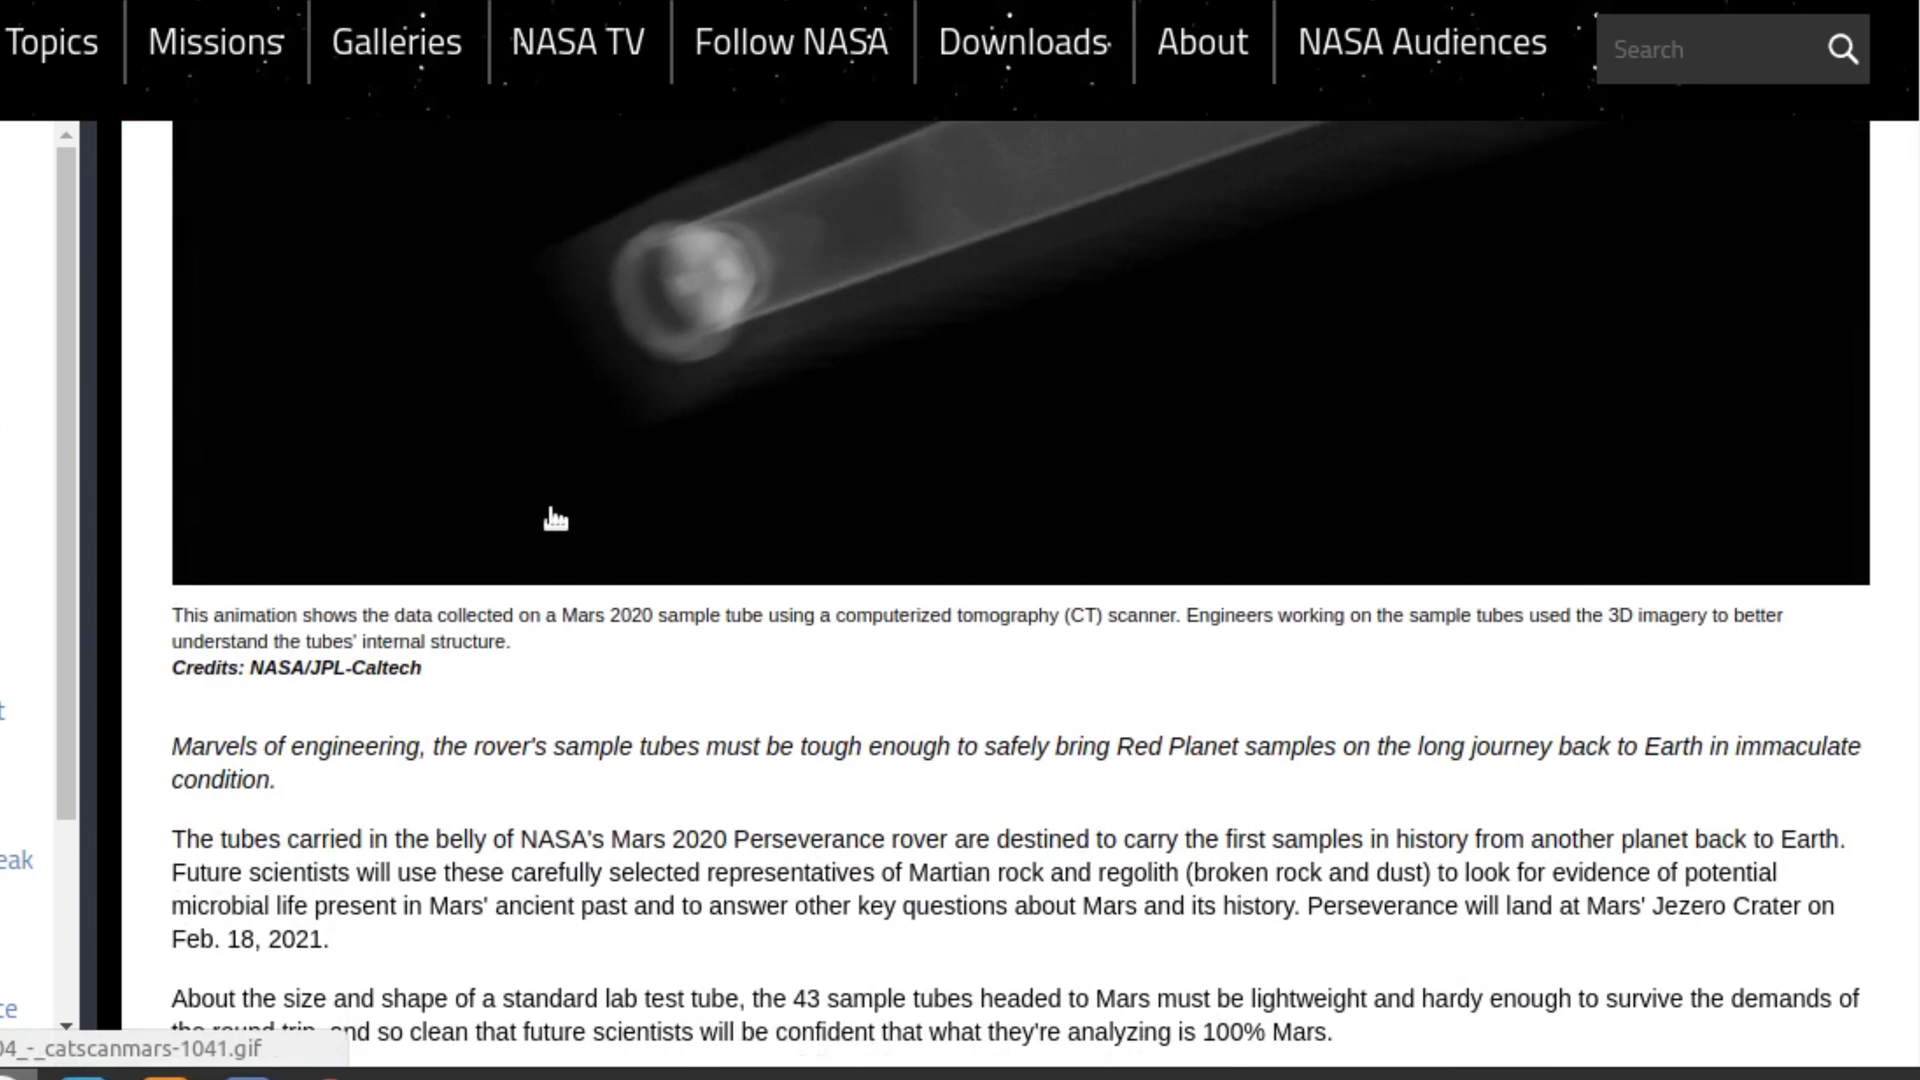 Topics Missions Galleries NASA TV Follow NASA Downloads About NASA Audiences Search
This animation shows the data collected on a Mars 2020 sample tube using a computerized tomography (CT) scanner. Engineers working on the sample tubes used the 3D imagery to better
understand the tubes' internal structure.
Credits: NASA/JPL-Caltech
t
Marvels of engineering, the rover's sample tubes must be tough enough to safely bring Red Planet samples on the long journey back to Earth in immaculate
condition.
The tubes carried in the belly of NASA's Mars 2020 Perseverance rover are destined to carry the first samples in history from another planet back to Earth.
eak
Future scientists will use these carefully selected representatives of Martian rock and regolith (broken rock and dust) to look for evidence of potential
microbial life present in Mars' ancient past and to answer other key questions about Mars and its history. Perseverance will land at Mars' Jezero Crater on
Feb. 18, 2021.
ce
About the size and shape of a standard lab test tube, the 43 sample tubes headed to Mars must be lightweight and hardy enough to survive the demands of
the round trip, and so clean that future scientists will be confident that what they're analyzing is 100% Mars.
04_-_catscanmars-1041.gif